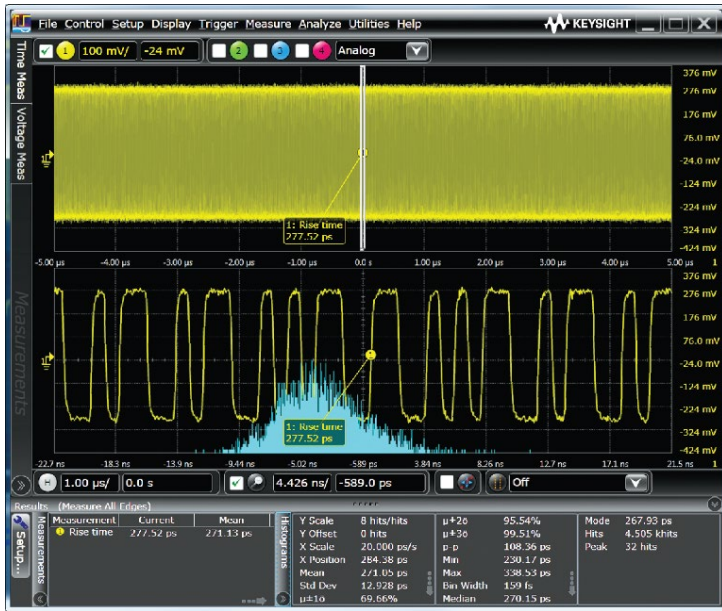 File Control Setup Display Trigger Measure Analyze Utilities Help KEYSIGHT
1 100 mV/ -24 mV 2 3 4 Analog
Time Meas
Voltage Meas
Measurements
376 mV
276 mV
176 mV
76.0 mV
-24.0 mV
-124 mV
-224 mV
-324 mV
-424 mV
1: Rise time
277.52 ps
-5.00 µs -4.00 µs -3.00 µs -2.00 µs -1.00 µs 0.0 s 1.00 µs 2.00 µs 3.00 µs 4.00 µs 5.00 µs 1
376 mV
276 mV
176 mV
76.0 mV
-24.0 mV
-124 mV
-224 mV
-324 mV
-424 mV
1: Rise time
277.52 ps
-22.7 ns -18.3 ns -13.9 ns -9.44 ns -5.02 ns -589 ps 3.84 ns 8.26 ns 12.7 ns 17.1 ns 21.5 ns 1
H 1.00 µs/ 0.0 s 4.426 ns/ -589.0 ps Off
Results (Measure All Edges)
Setup...
Measurements
Measurement Current Mean
Rise time 277.52 ps 271.13 ps
Histograms
Y Scale 8 hits/hits µ±2σ 95.54% Mode 267.93 ps
Y Offset 0 hits µ±3σ 99.51% Hits 4.505 khits
X Scale 20.000 ps/s p-p 108.36 ps Peak 32 hits
X Position 284.38 ps Min 230.17 ps
Mean 271.05 ps Max 338.53 ps
Std Dev 12.928 ps Bin Width 159 fs
µ±1σ 69.66% Median 270.15 ps